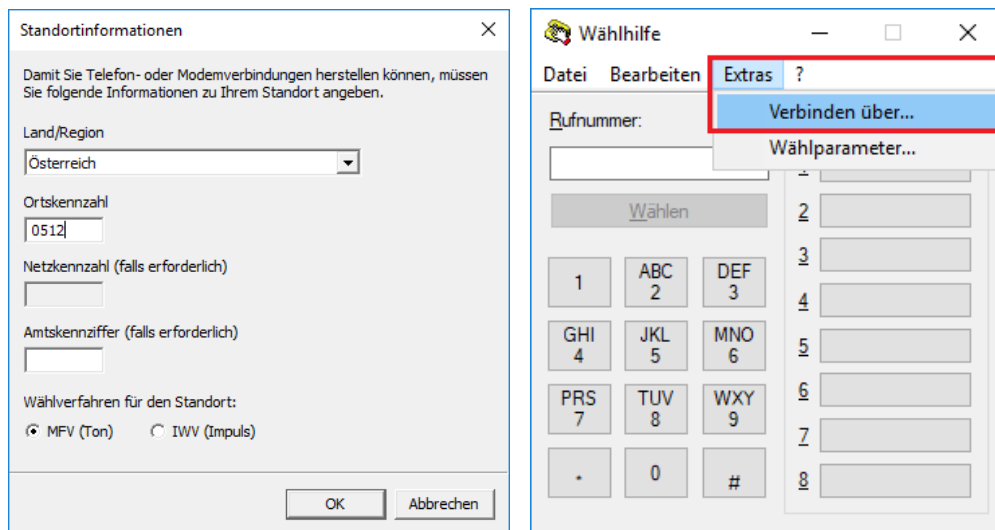 Standortinformationen
Damit Sie Telefon- oder Modemverbindungen herstellen können, müssen
Sie folgende Informationen zu Ihrem Standort angeben.
Land/Region
Österreich
Ortskennzahl
0512
Netzkennzahl (falls erforderlich)
Amtskennziffer (falls erforderlich)
Wählverfahren für den Standort:
MFV (Ton) IWV (Impuls)
OK Abbrechen
Wählhilfe
Datei Bearbeiten Extras ?
Verbinden über...
Wählparameter...
Rufnummer:
Wählen
1
ABC
2
DEF
3
GHI
4
JKL
5
MNO
6
PRS
7
TUV
8
WXY
9
*
0
#
1
2
3
4
5
6
7
8